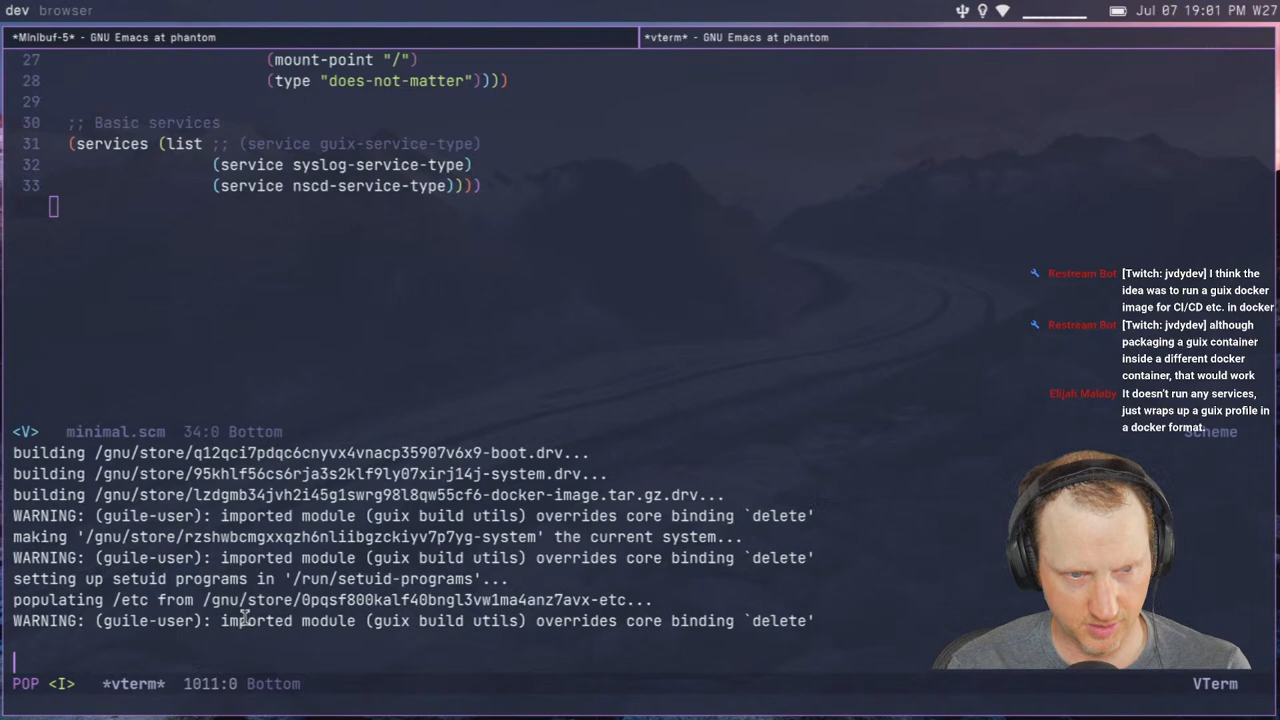 dev browser
Jul 07 19:01 PM W27
*Minibuf-5* - GNU Emacs at phantom
*vterm* - GNU Emacs at phantom
27 (mount-point "/")
28 (type "does-not-matter"))))
29
30 ;; Basic services
31 (services (list ;; (service guix-service-type)
32 (service syslog-service-type)
33 (service nscd-service-type))))
Restream Bot [Twitch: jvdydev] I think the
idea was to run a guix docker
image for CI/CD etc. in docker
Restream Bot [Twitch: jvdydev] although
packaging a guix container
inside a different docker
container, that would work
Elijah Malaby It doesn't run any services,
just wraps up a guix profile in
a docker format.
<V> minimal.scm 34:0 Bottom Scheme
building /gnu/store/q12qci7pdqc6cnyvx4vnacp35907v6x9-boot.drv...
building /gnu/store/95khlf56cs6rja3s2klf9ly07xirj14j-system.drv...
building /gnu/store/lzdgmb34jvh2i45g1swrg98l8qw55cf6-docker-image.tar.gz.drv...
WARNING: (guile-user): imported module (guix build utils) overrides core binding `delete'
making '/gnu/store/rzshwbcmgxxqzh6nliibgzckiyv7p7yg-system' the current system...
WARNING: (guile-user): imported module (guix build utils) overrides core binding `delete'
setting up setuid programs in '/run/setuid-programs'...
populating /etc from /gnu/store/0pqsf800kalf40bngl3vw1ma4anz7avx-etc...
WARNING: (guile-user): imported module (guix build utils) overrides core binding `delete'
POP <I> *vterm* 1011:0 Bottom VTerm